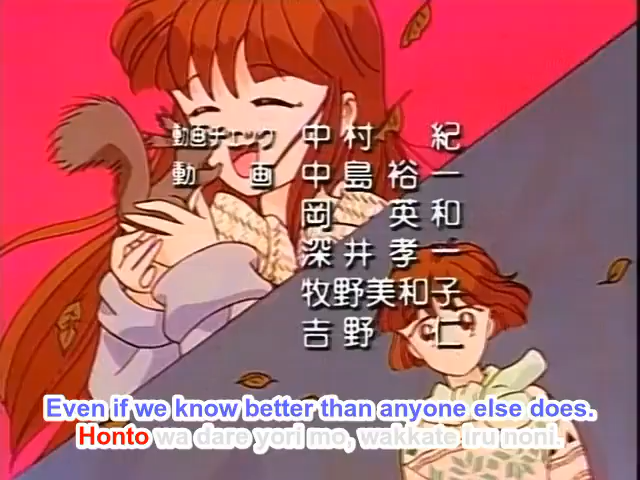 動画チェック 中村 紀
動 画 中島裕一
岡 英和
深井孝一
牧野美和子
吉野 仁
Even if we know better than anyone else does.
Honto wa dare yori mo, wakkate iru noni.